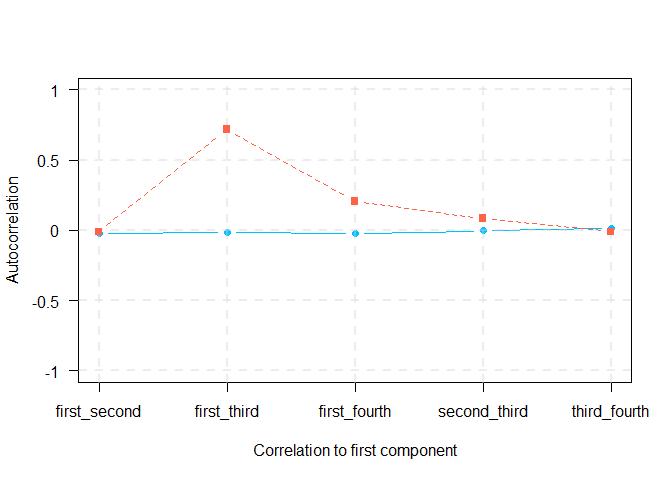 1
0.5
0
-0.5
-1
Autocorrelation
first_second
first_third
first_fourth
second_third
third_fourth
Correlation to first component